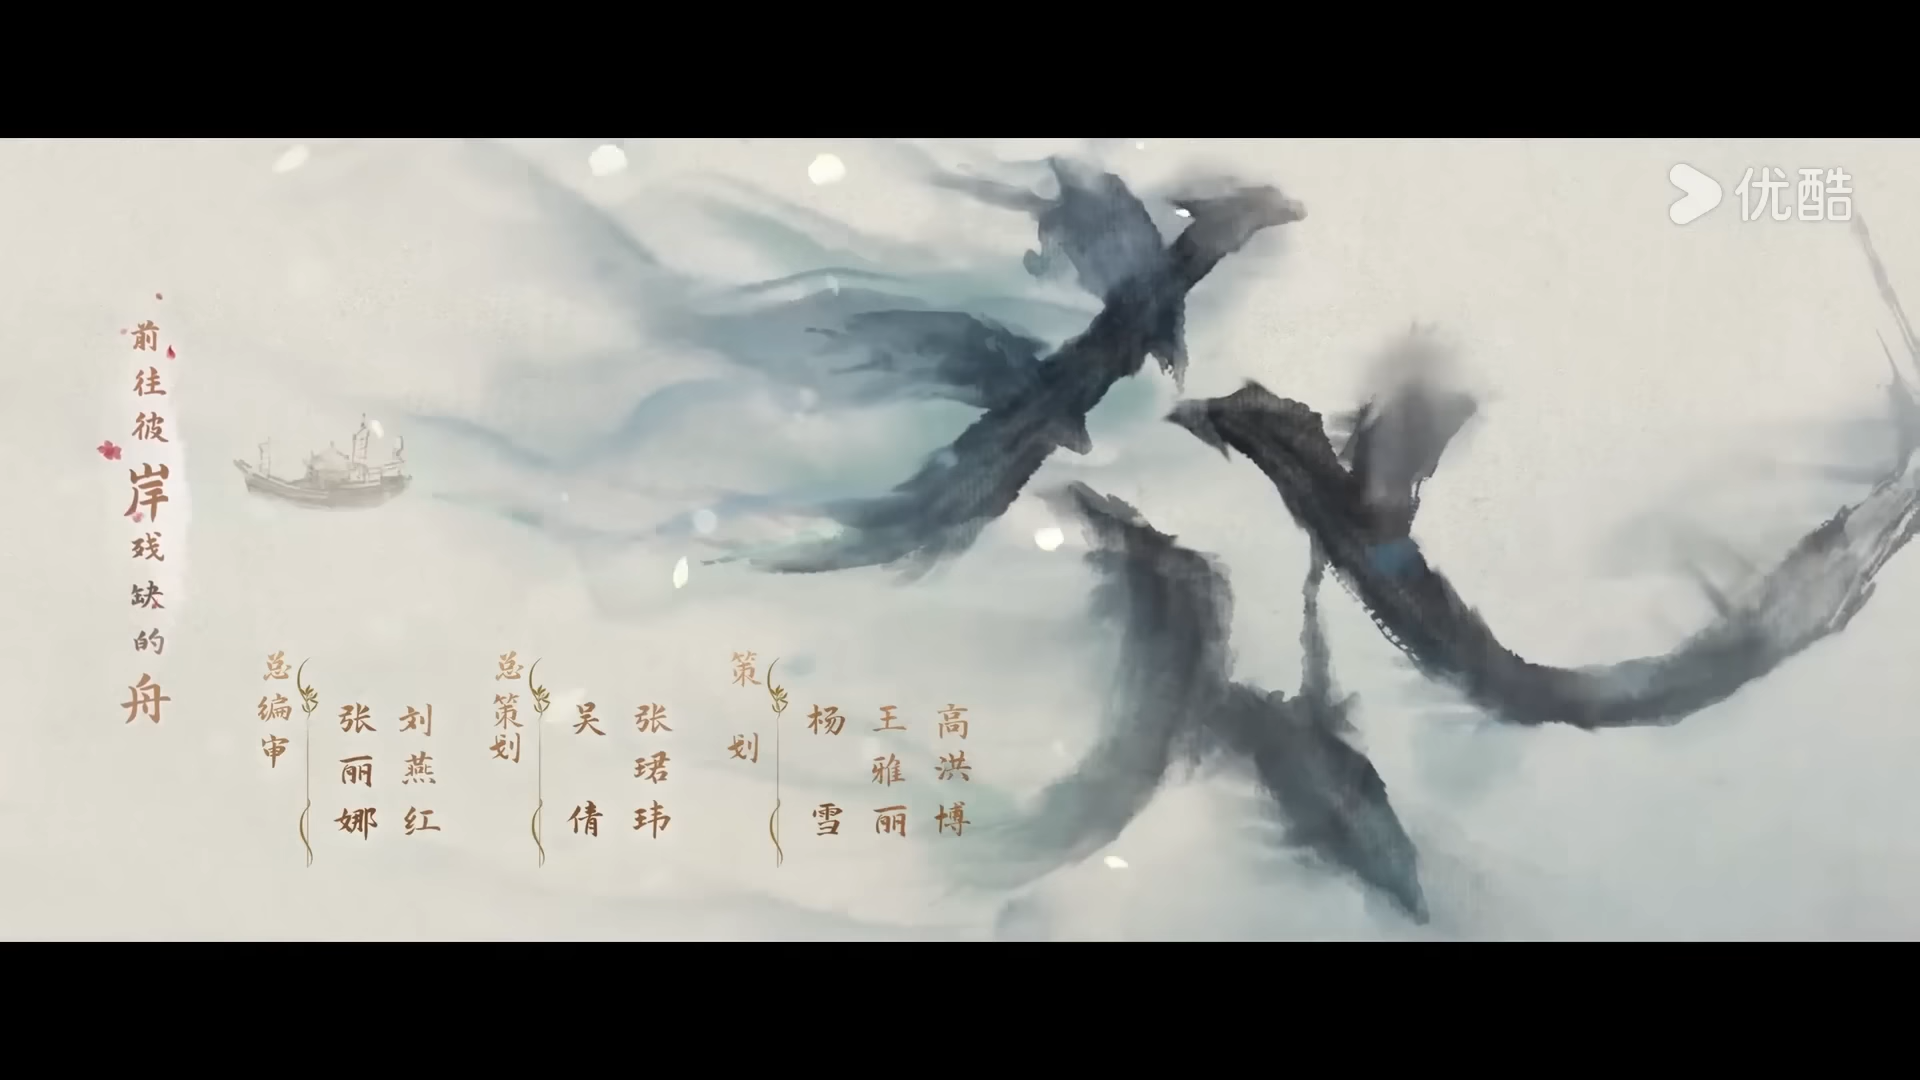 前往彼岸残缺的舟
总编审
张丽娜
刘燕红
总策划
吴倩
张珺玮
策划
杨雪
王雅丽
高洪博
优酷